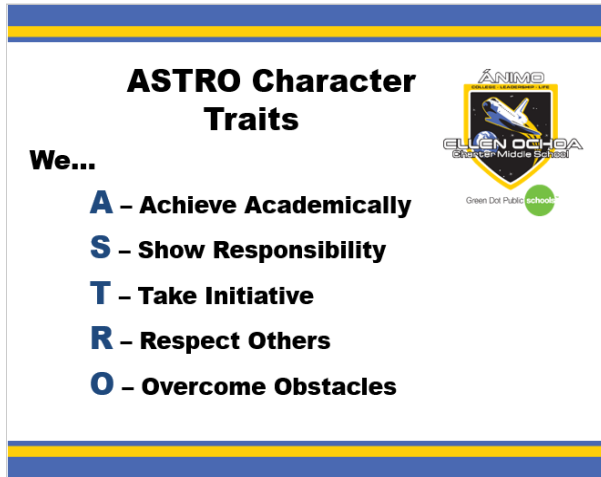 ASTRO Character
Traits
ÁNIMO
COLLEGE · LEADERSHIP · LIFE
ELLEN OCHOA
Charter Middle School
Green Dot Public schools
We...
A – Achieve Academically
S – Show Responsibility
T – Take Initiative
R – Respect Others
O – Overcome Obstacles